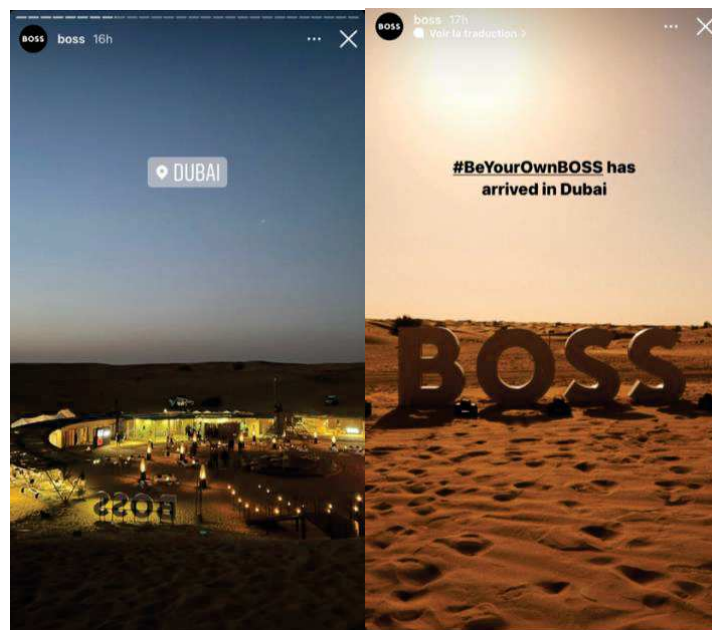 BOSS
boss 16h
DUBAI
BOSS
BOSS
boss 17h
Voir la traduction
#BeYourOwnBOSS has
arrived in Dubai
BOSS